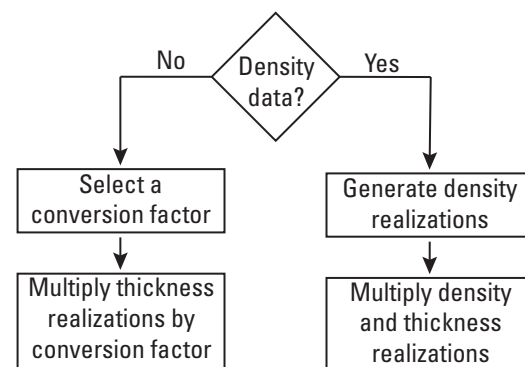 Density
data?
No
Yes
Select a
conversion factor
Multiply thickness
realizations by
conversion factor
Generate density
realizations
Multiply density
and thickness
realizations